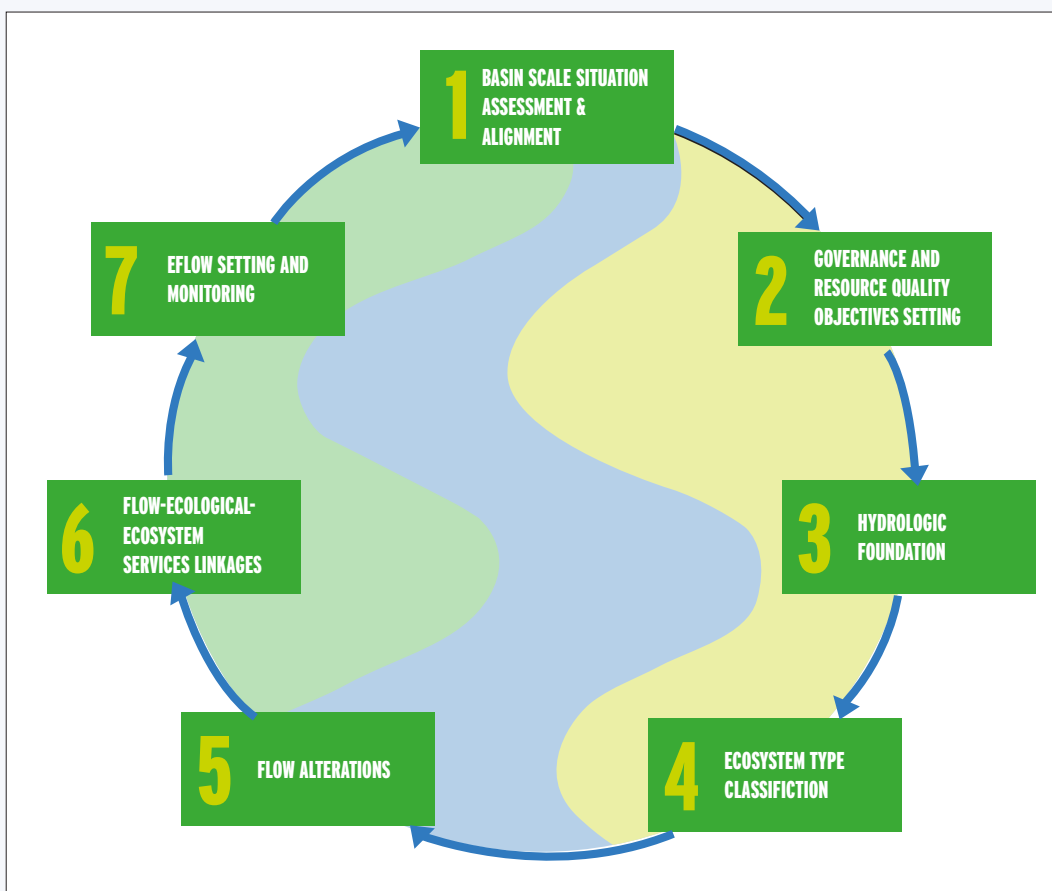 1
BASIN SCALE SITUATION
ASSESSMENT &
ALIGNMENT
2
GOVERNANCE AND
RESOURCE QUALITY
OBJECTIVES SETTING
3
HYDROLOGIC
FOUNDATION
4
ECOSYSTEM TYPE
CLASSIFICTION
5
FLOW ALTERATIONS
6
FLOW-ECOLOGICAL-
ECOSYSTEM
SERVICES LINKAGES
7
EFLOW SETTING AND
MONITORING